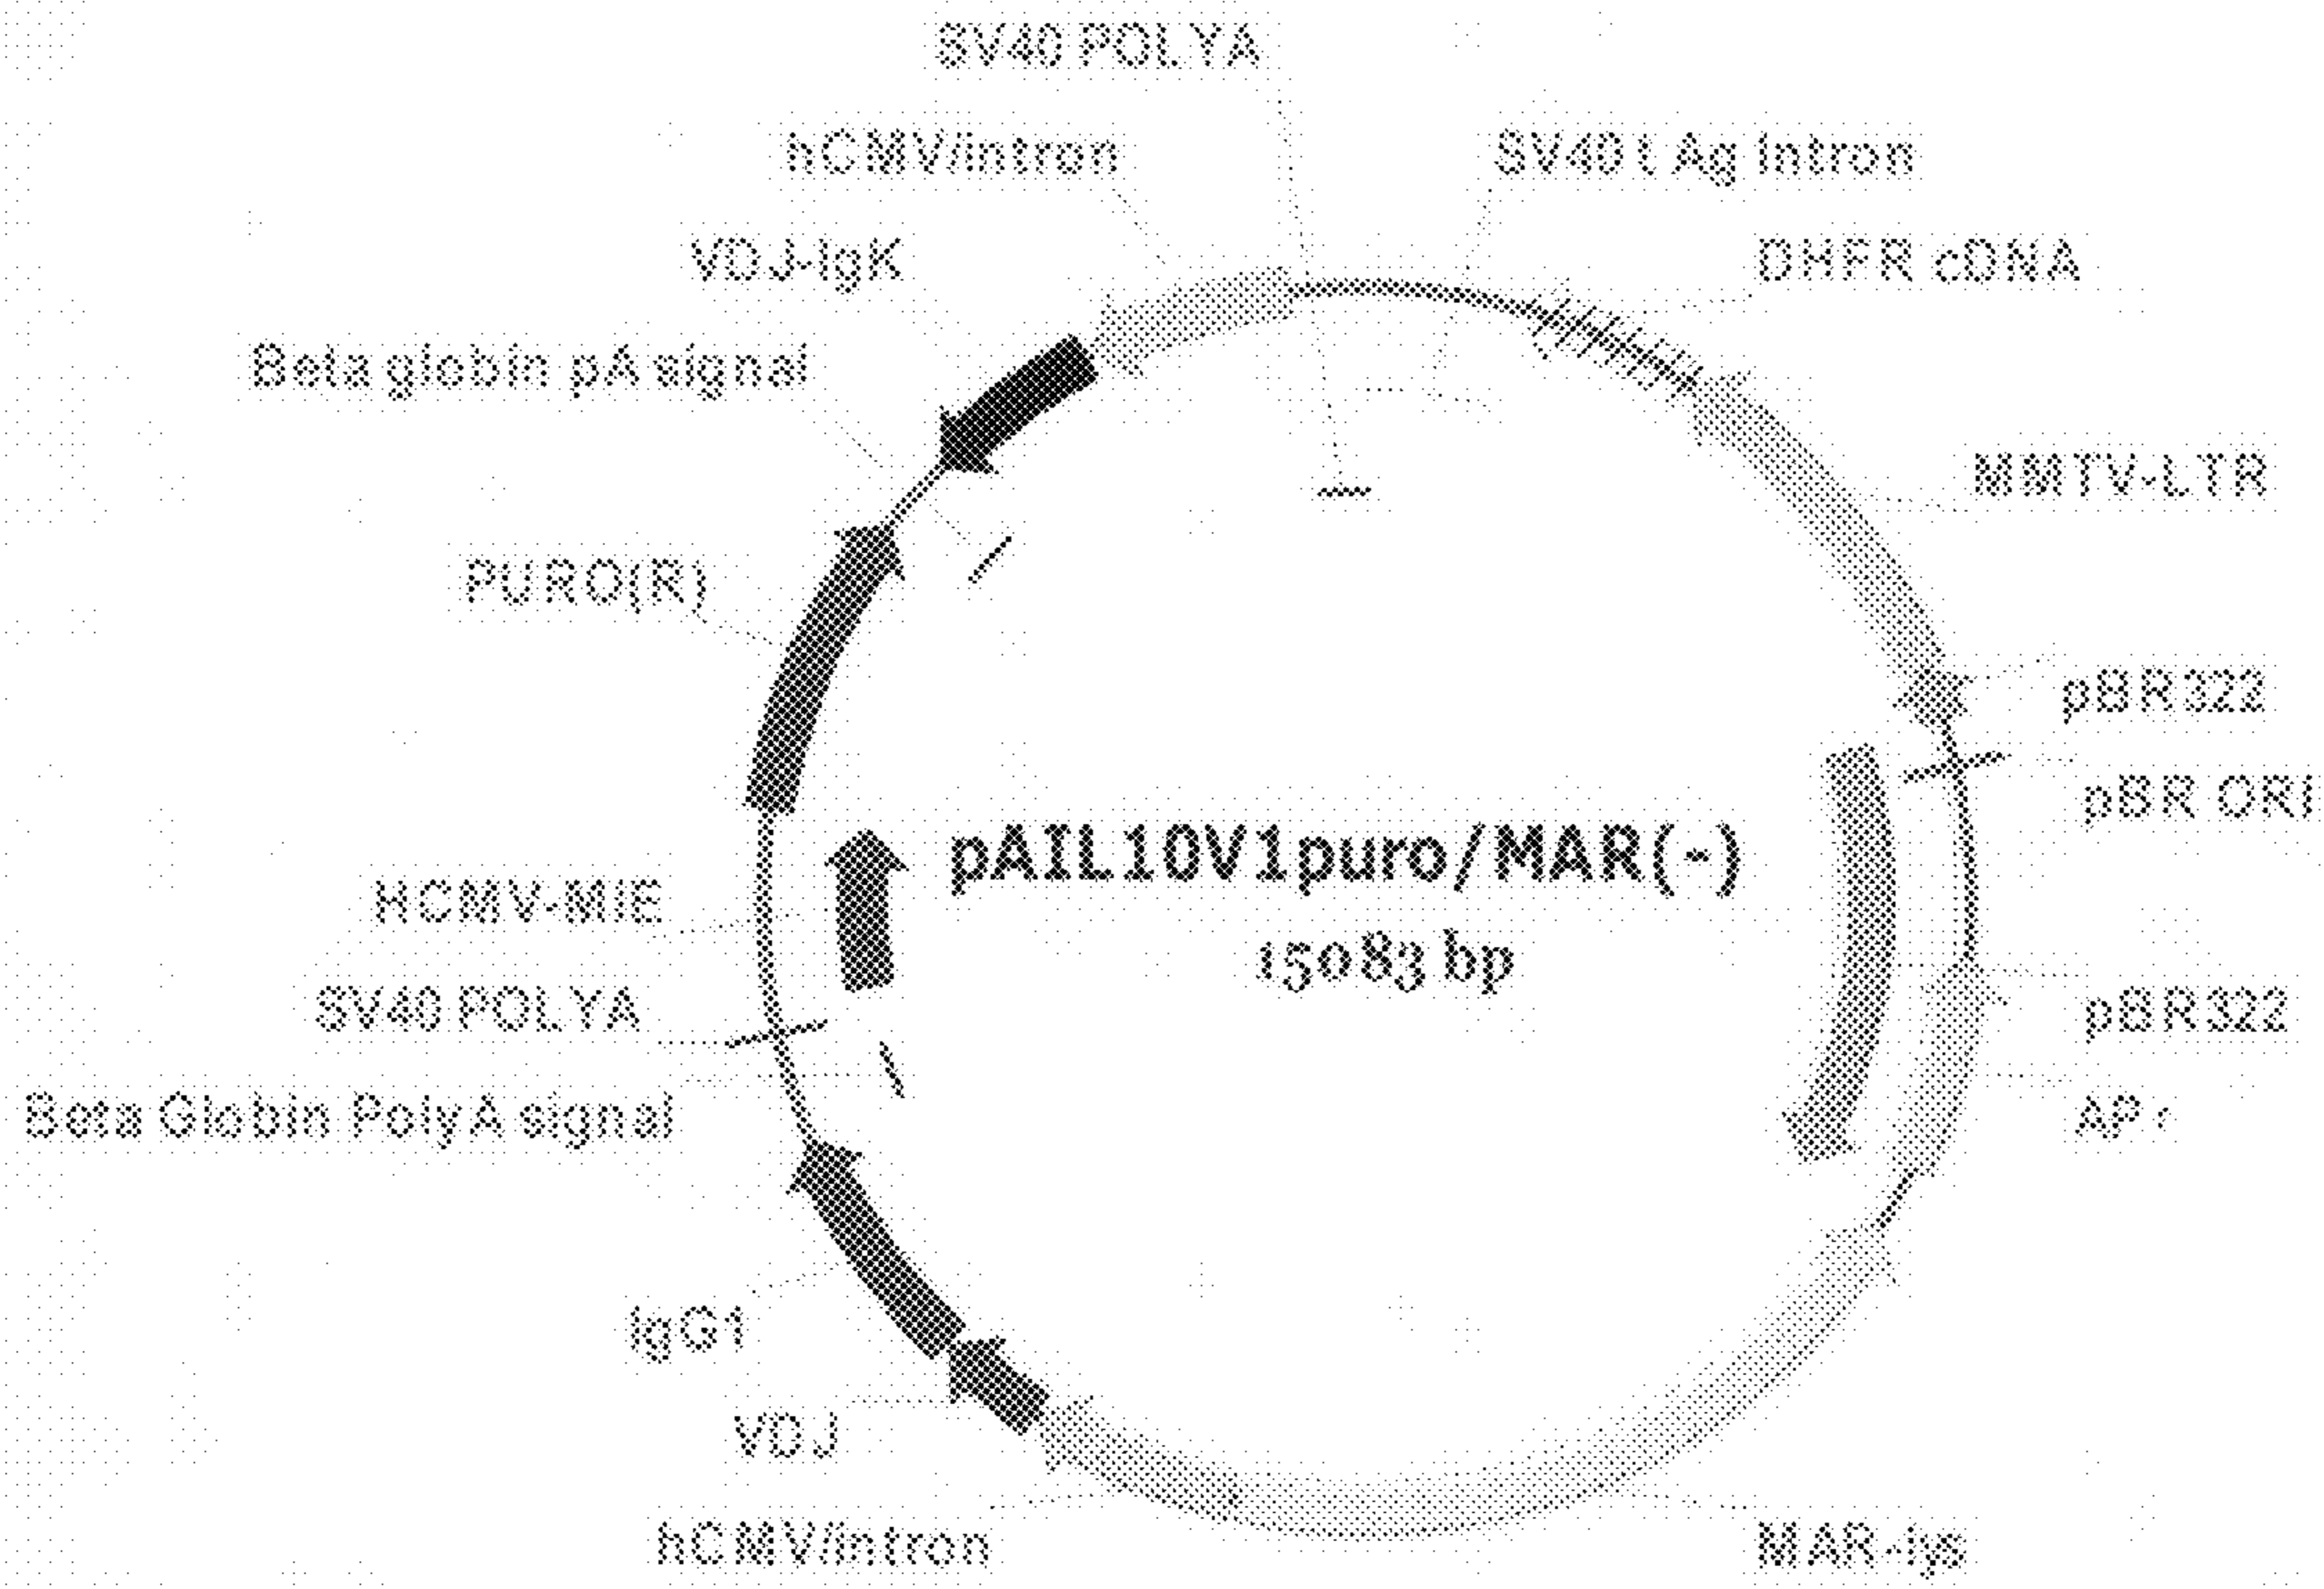 SV40 POLYA
hCMV/intron
SV40 t Ag Intron
VDJ-IgK
DHFR cDNA
Beta globin pA signal
MMTV-LTR
PURO(R)
pBR322
pBR ORI
pAIL10V1puro/MAR(-)
HCMV-MIE
15083 bp
SV40 POLYA
pBR322
Beta Globin PolyA signal
AP r
IgG1
VDJ
hCMV/intron
MAR-lys